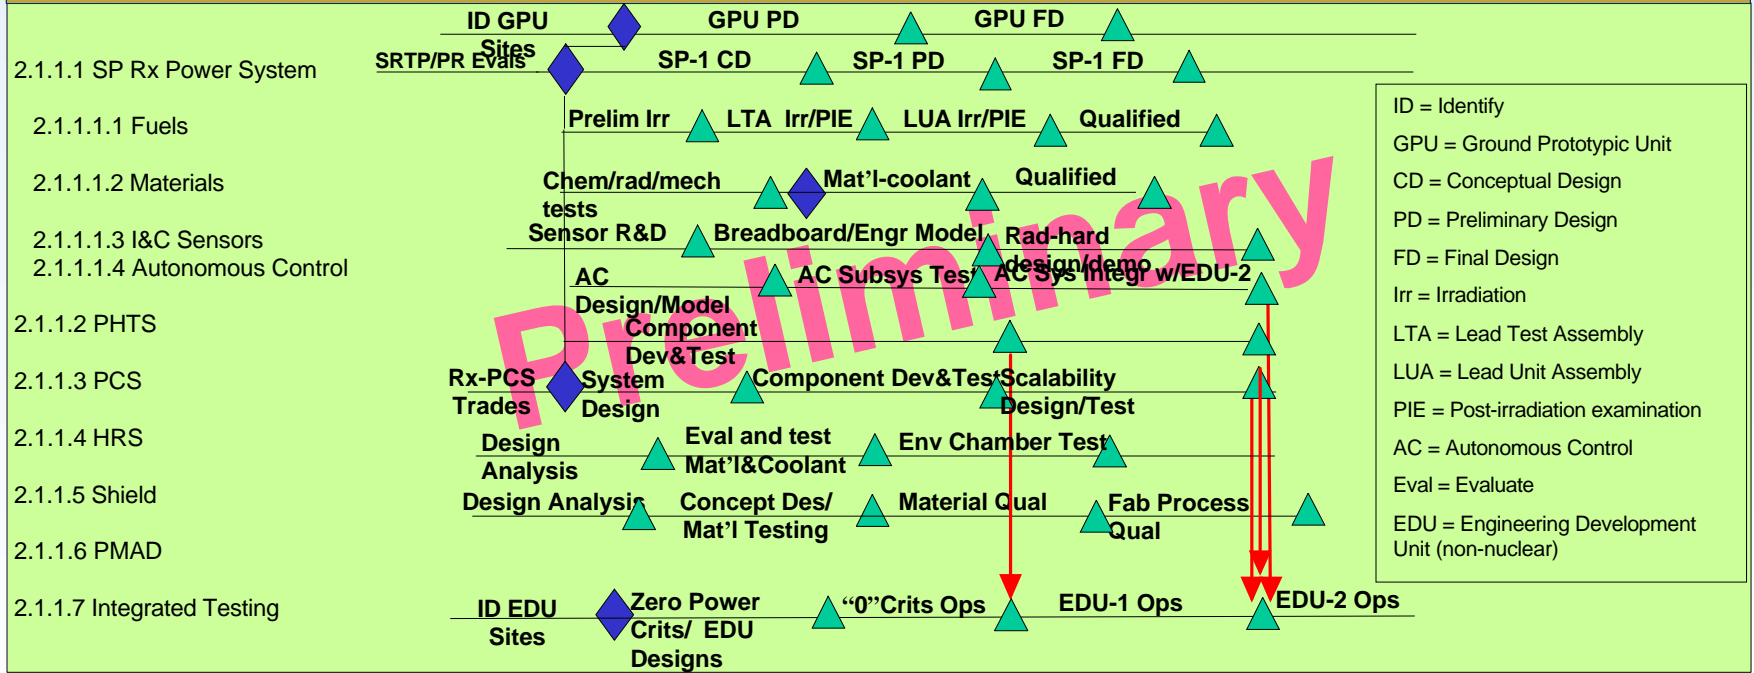 ID GPU
Sites
GPU PD
GPU FD
2.1.1.1 SP Rx Power System
SRTP/PR Evals
SP-1 CD
SP-1 PD
SP-1 FD
2.1.1.1.1 Fuels
Prelim Irr
LTA Irr/PIE
LUA Irr/PIE
Qualified
2.1.1.1.2 Materials
Chem/rad/mech
tests
Mat’l-coolant
Qualified
2.1.1.1.3 I&C Sensors
Sensor R&D
Breadboard/Engr Model
Rad-hard
design/demo
2.1.1.1.4 Autonomous Control
AC
Design/Model
AC Subsys Test
AC Sys Integr w/EDU-2
2.1.1.2 PHTS
Component
Dev&Test
2.1.1.3 PCS
Rx-PCS
Trades
System
Design
Component Dev&Test
Scalability
Design/Test
2.1.1.4 HRS
Design
Analysis
Eval and test
Mat’l&Coolant
Env Chamber Test
2.1.1.5 Shield
Design Analysis
Concept Des/
Mat’l Testing
Material Qual
Fab Process
Qual
2.1.1.6 PMAD
2.1.1.7 Integrated Testing
ID EDU
Sites
Zero Power
Crits/ EDU
Designs
“0”Crits Ops
EDU-1 Ops
EDU-2 Ops
Preliminary
ID = Identify
GPU = Ground Prototypic Unit
CD = Conceptual Design
PD = Preliminary Design
FD = Final Design
Irr = Irradiation
LTA = Lead Test Assembly
LUA = Lead Unit Assembly
PIE = Post-irradiation examination
AC = Autonomous Control
Eval = Evaluate
EDU = Engineering Development
Unit (non-nuclear)